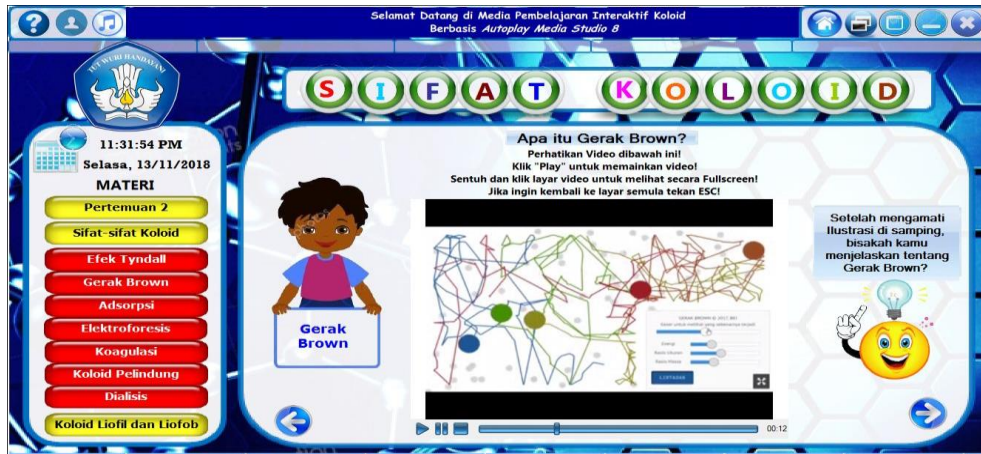 Selamat Datang di Media Pembelajaran Interaktif Koloid
Berbasis Autoplay Media Studio 8
TUT WURI HANDAYANI
SIFAT KOLOID
11:31:54 PM
Selasa, 13/11/2018
MATERI
Pertemuan 2
Sifat-sifat Koloid
Efek Tyndall
Gerak Brown
Adsorpsi
Elektroforesis
Koagulasi
Koloid Pelindung
Dialisis
Koloid Liofil dan Liofob
Apa itu Gerak Brown?
Perhatikan Video dibawah ini!
Klik "Play" untuk memainkan video!
Sentuh dan klik layar video untuk melihat secara Fullscreen!
Jika ingin kembali ke layar semula tekan ESC!
Gerak
Brown
00:12
Setelah mengamati
Ilustrasi di samping,
bisakah kamu
menjelaskan tentang
Gerak Brown?